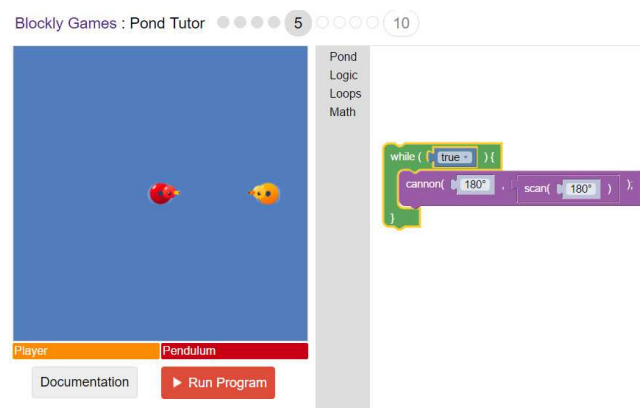 Blockly Games : Pond Tutor 5 10
Pond
Logic
Loops
Math
while ( true ) {
cannon( 180° , scan( 180° ) );
}
Player Pendulum
Documentation Run Program